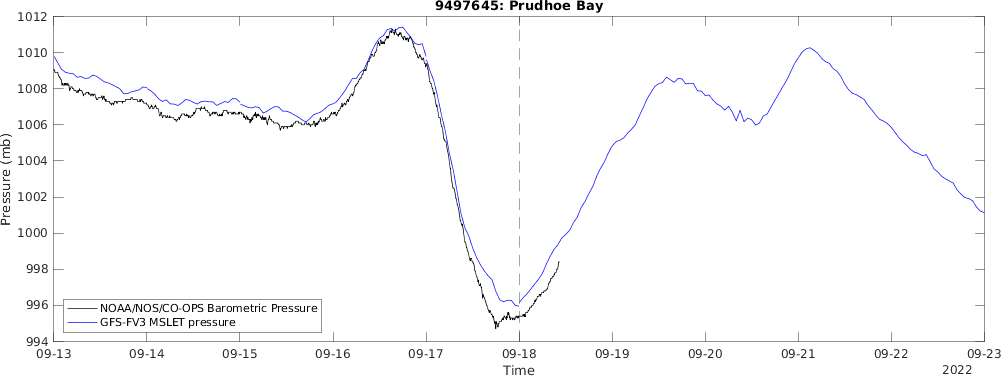 9497645: Prudhoe Bay
1012
1010
1008
1006
1004
1002
1000
998
996
994
Pressure (mb)
NOAA/NOS/CO-OPS Barometric Pressure
GFS-FV3 MSLET pressure
09-13 09-14 09-15 09-16 09-17 09-18 09-19 09-20 09-21 09-22 09-23
Time
2022